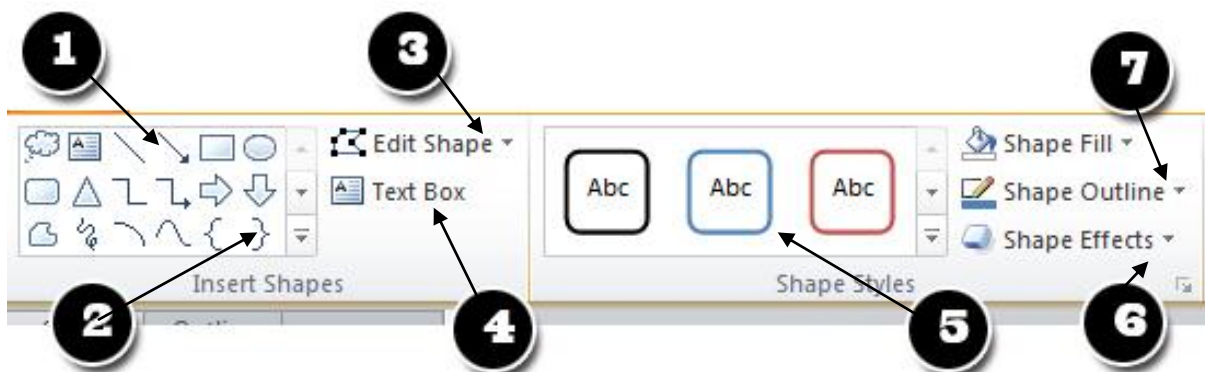 1
3
7
Edit Shape
Text Box
Abc Abc Abc
Shape Fill
Shape Outline
Shape Effects
Insert Shapes
Shape Styles
2
4
5
6